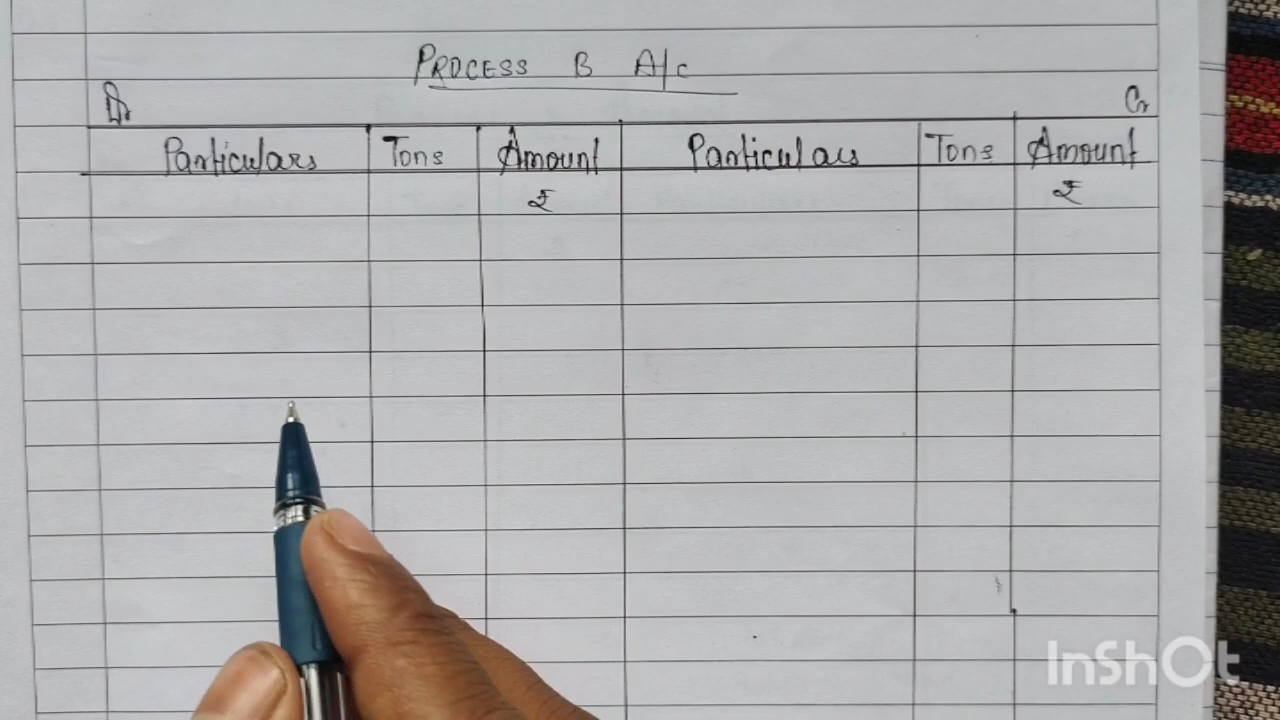 PROCESS B A/c
Dr Cr
Particulars Tons Amount Particulars Tons Amount
₹ ₹
InShOt